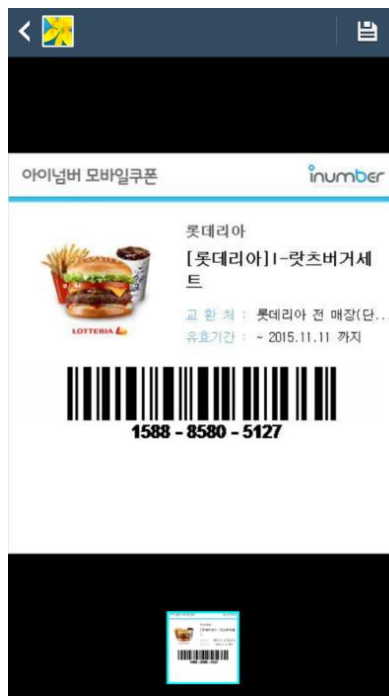 아이넘버 모바일쿠폰
inumber
롯데리아
[롯데리아]I-랏츠버거세
트
교 환 처 : 롯데리아 전 매장(단..
유효기간 : ~ 2015.11.11 까지
LOTTERIA
1588 - 8580 - 5127